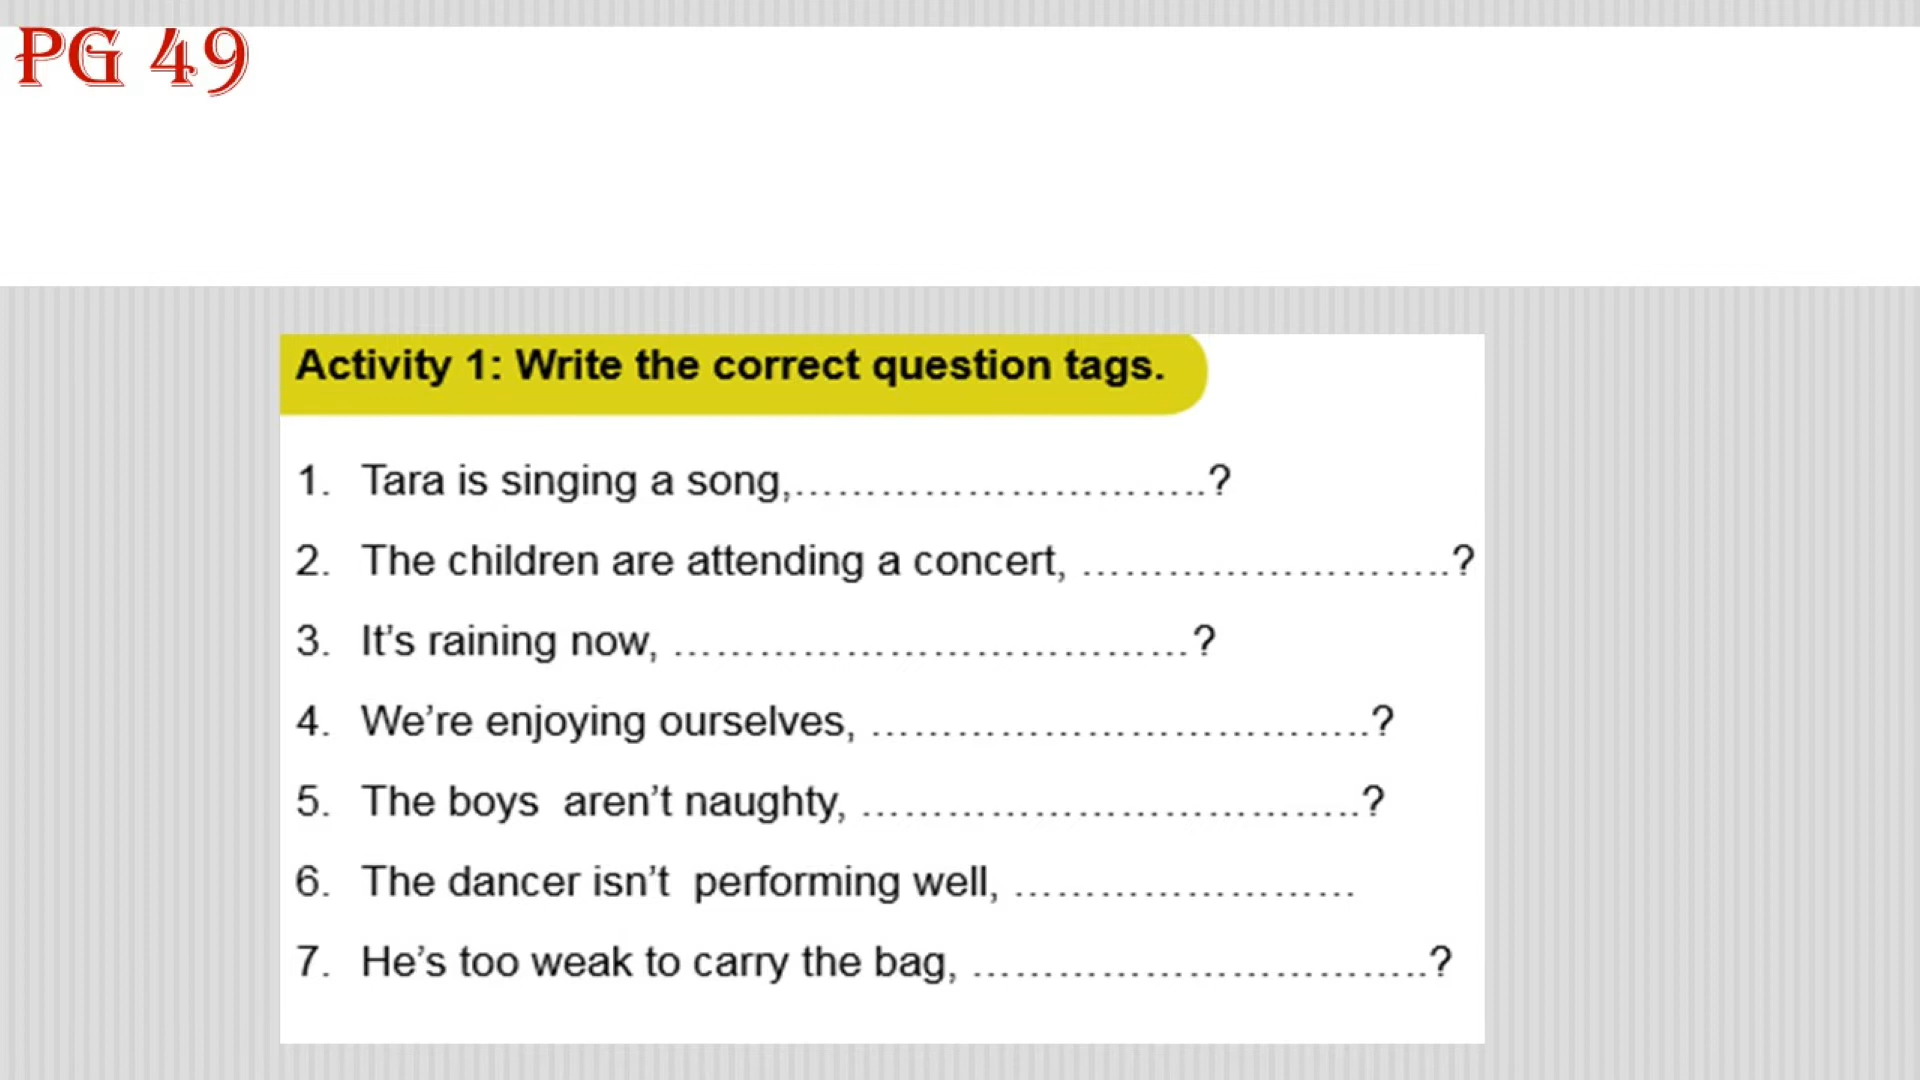 PG 49
Activity 1: Write the correct question tags.
1. Tara is singing a song,………………………..?
2. The children are attending a concert, ……………………..?
3. It’s raining now, ………………………………?
4. We’re enjoying ourselves, ……………………………..?
5. The boys  aren’t naughty, ……………………………..?
6. The dancer isn’t  performing well, ……………………
7. He’s too weak to carry the bag, …………………………..?